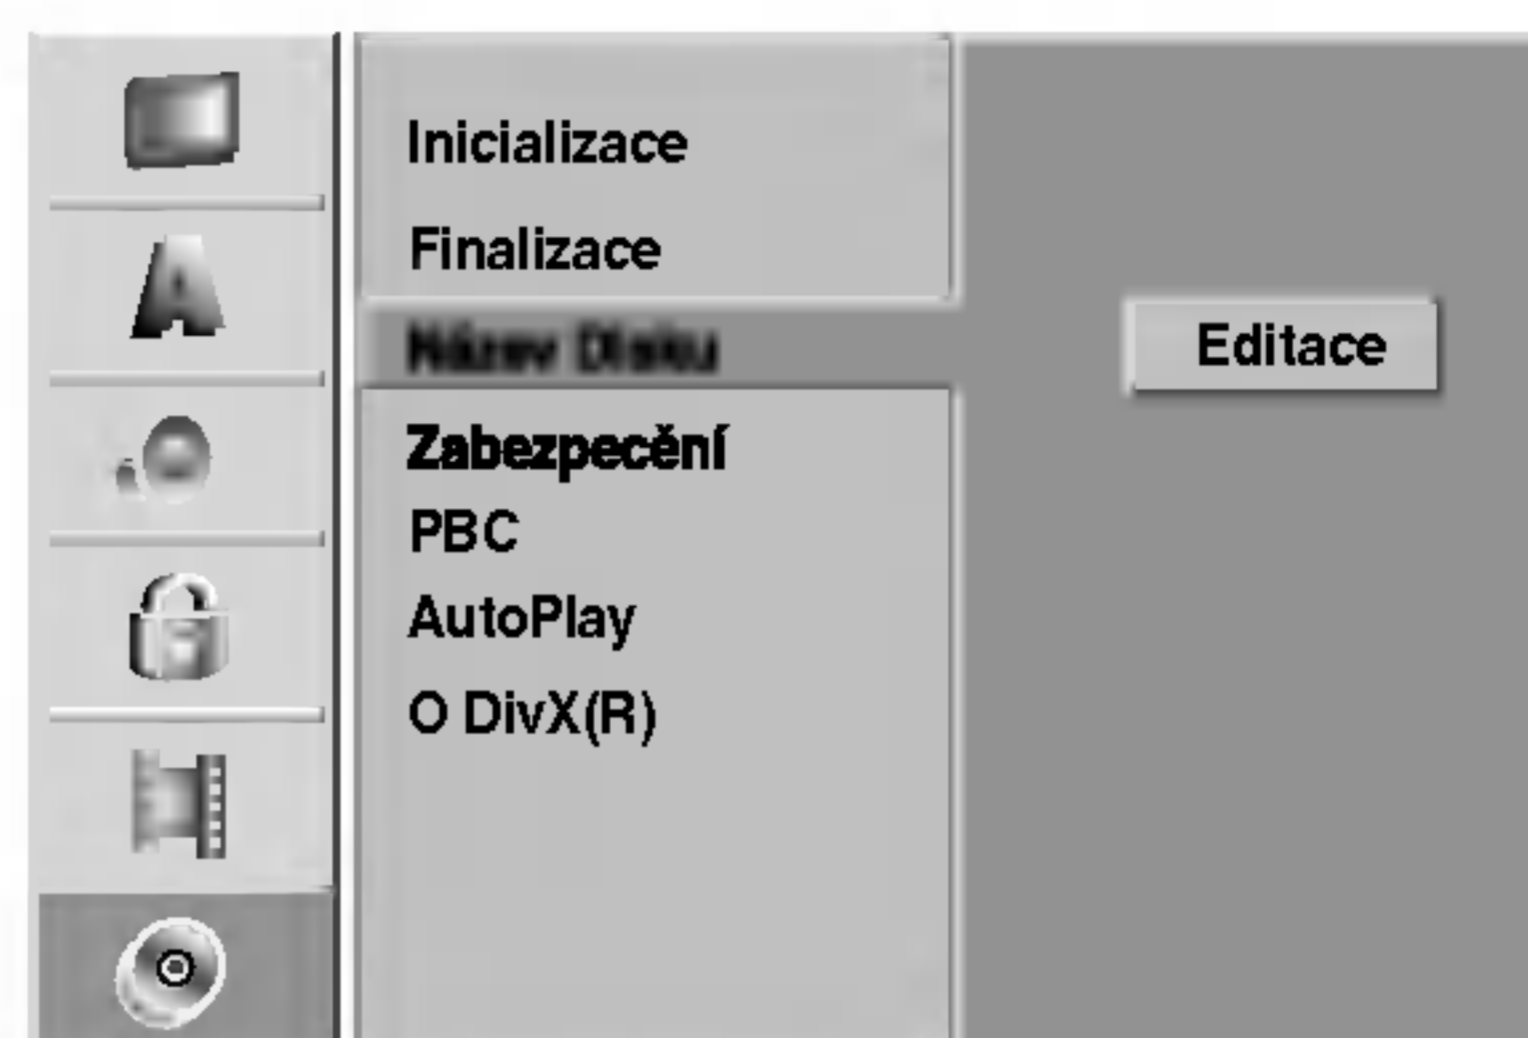 Inicializace
Finalizace
Název Disku
Editace
Zabezpecění
PBC
AutoPlay
O DivX(R)